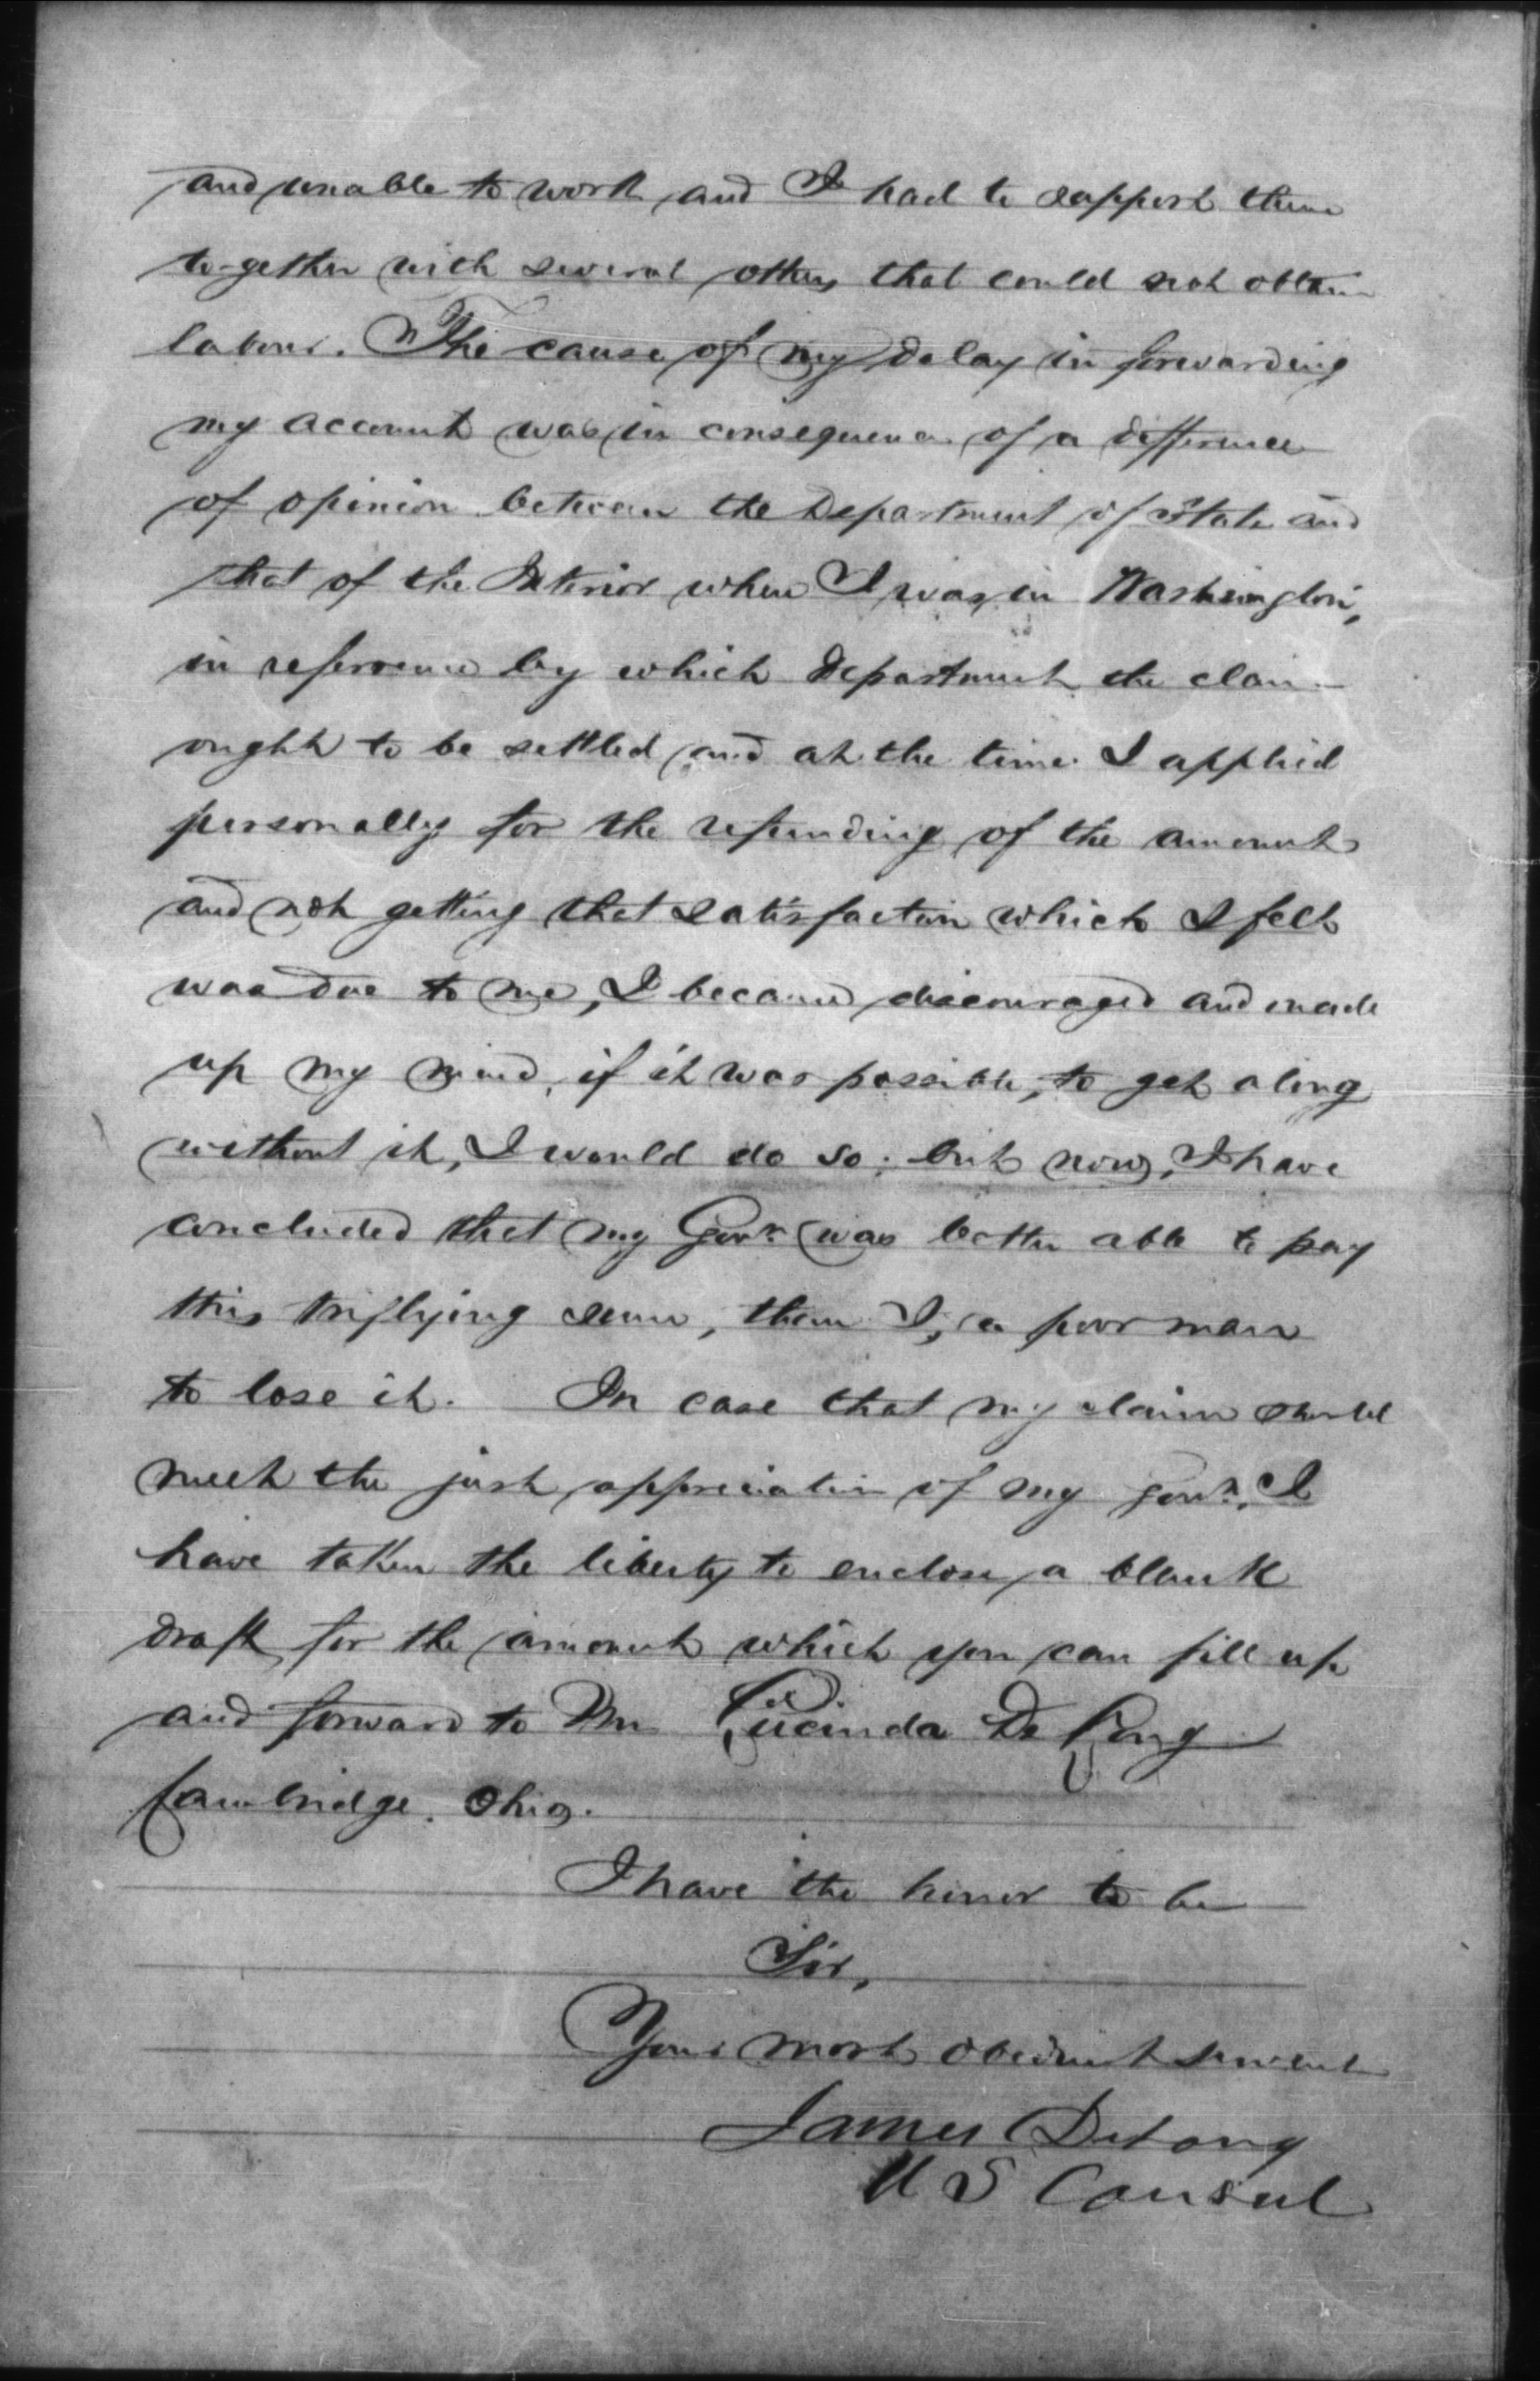 and unable to work and I had to support them
to-gether with several others that could not obtain
labour. The cause of my delay in forwarding
my account was in consequence of a difference
of opinion between the Department of State and
that of the Interior when I was in Washington,
in reference by which department the claim
ought to be settled and at the time I applied
personally for the refunding of the amount
and not getting that satisfaction which I felt
was due to me, I became discouraged and made
up my mind, if it was possible, to get along
without it, I would do so; but now, I have
concluded that my Govt. was better able to pay
this triflying sum, than I, a poor man
to lose it. In case that my claim should
meet the just appreciation of my govt., I
have taken the liberty to enclose a blank
draft for the amount which you can fill up
and forward to Mrs Lucinda De Long
Cambridge. Ohio.
I have the honor to be
Sir,
Your most obedient servant
James DeLong
U S Consul